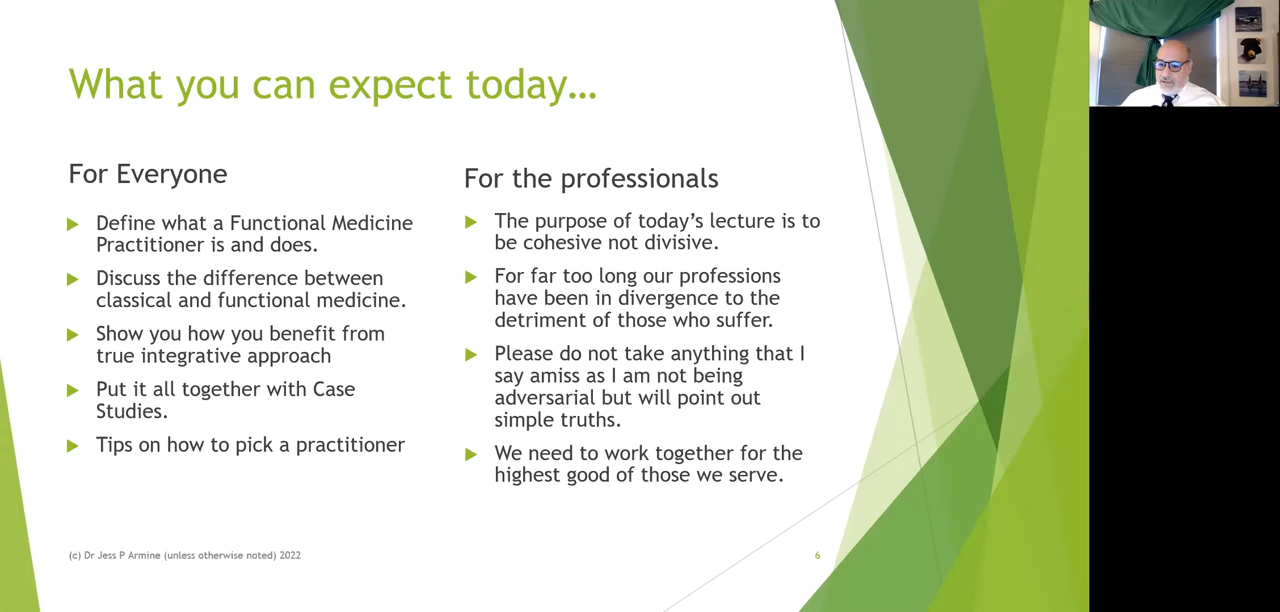 What you can expect today…
For Everyone
Define what a Functional Medicine
Practitioner is and does.
Discuss the difference between
classical and functional medicine.
Show you how you benefit from
true integrative approach
Put it all together with Case
Studies.
Tips on how to pick a practitioner
For the professionals
The purpose of today’s lecture is to
be cohesive not divisive.
For far too long our professions
have been in divergence to the
detriment of those who suffer.
Please do not take anything that I
say amiss as I am not being
adversarial but will point out
simple truths.
We need to work together for the
highest good of those we serve.
(c) Dr Jess P Armine (unless otherwise noted) 2022
6